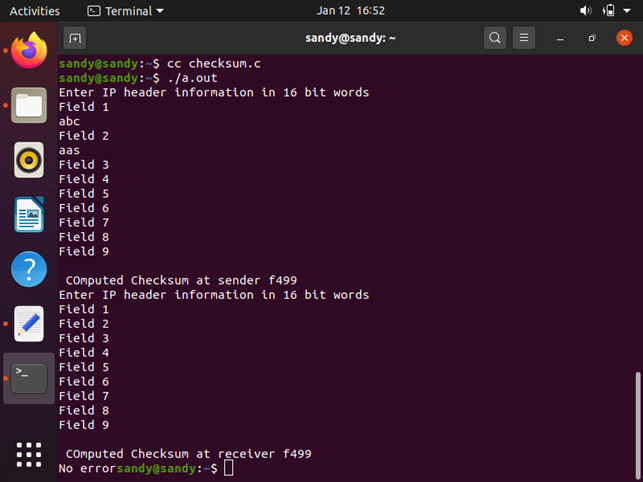 Activities
Terminal
Jan 12 16:52
sandy@sandy: ~
sandy@sandy:~$ cc checksum.c
sandy@sandy:~$ ./a.out
Enter IP header information in 16 bit words
Field 1
abc
Field 2
aas
Field 3
Field 4
Field 5
Field 6
Field 7
Field 8
Field 9
COmputed Checksum at sender f499
Enter IP header information in 16 bit words
Field 1
Field 2
Field 3
Field 4
Field 5
Field 6
Field 7
Field 8
Field 9
COmputed Checksum at receiver f499
No errorsandy@sandy:~$